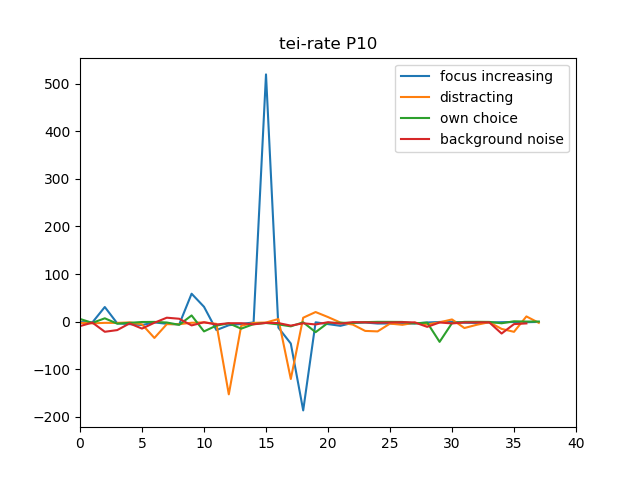 tei-rate P10
focus increasing
distracting
own choice
background noise
500
400
300
200
100
0
−100
−200
0 5 10 15 20 25 30 35 40